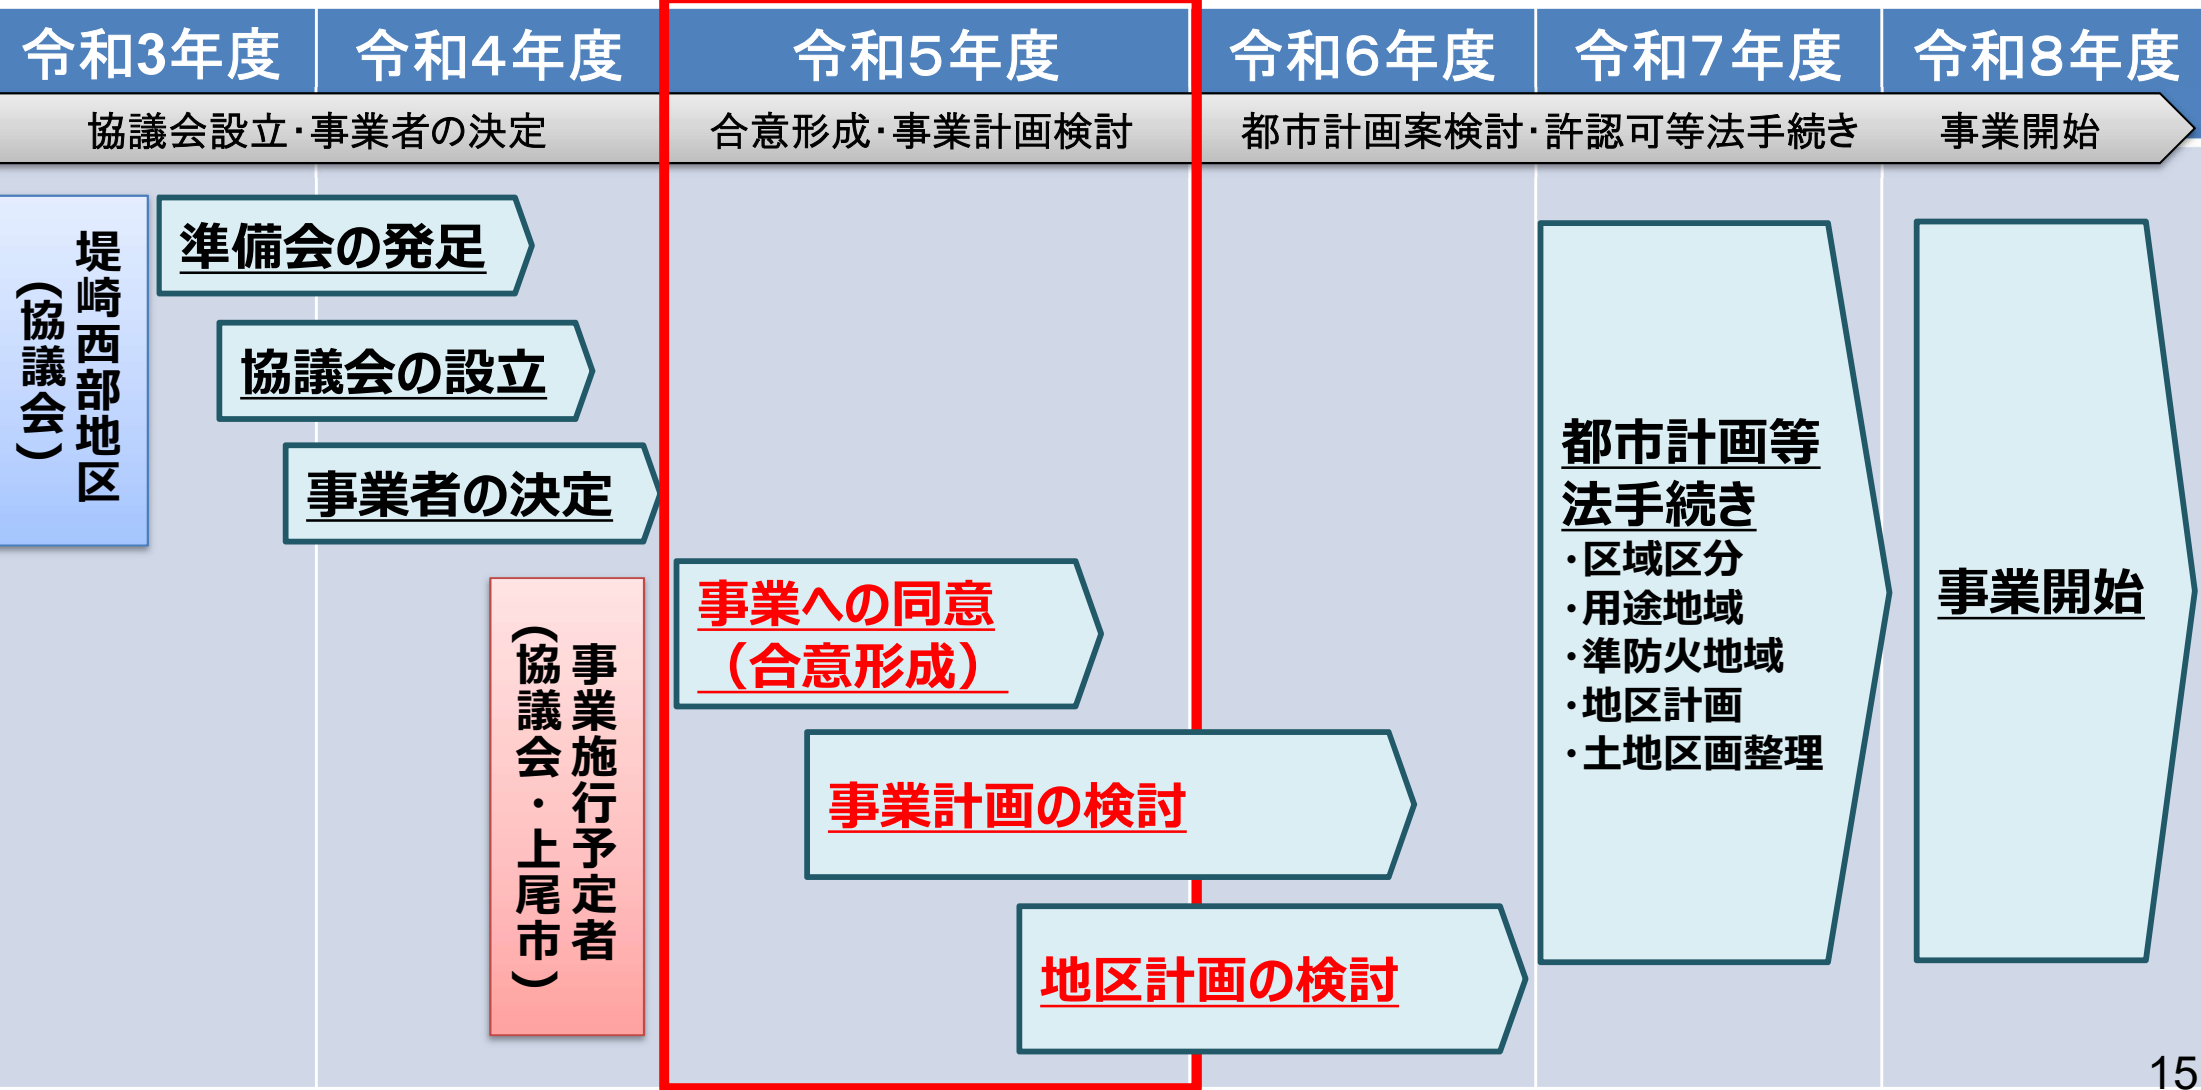 令和3年度
令和4年度
令和5年度
令和6年度
令和7年度
令和8年度
協議会設立・事業者の決定
合意形成・事業計画検討
都市計画案検討・許認可等法手続き
事業開始
堤崎西部地区
（協議会）
準備会の発足
協議会の設立
事業者の決定
事業施行予定者
（協議会・上尾市）
事業への同意
（合意形成）
事業計画の検討
地区計画の検討
都市計画等
法手続き
・区域区分
・用途地域
・準防火地域
・地区計画
・土地区画整理
事業開始
15